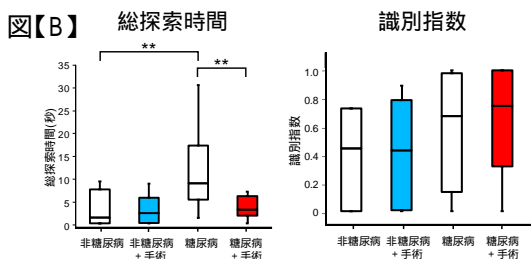 図【B】
総探索時間
識別指数
**
**
総探索時間(秒)
35
30
25
20
15
10
5
0
非糖尿病
非糖尿病
+ 手術
糖尿病
糖尿病
+ 手術
識別指数
1.0
0.8
0.6
0.4
0.2
0
非糖尿病
非糖尿病
+ 手術
糖尿病
糖尿病
+ 手術